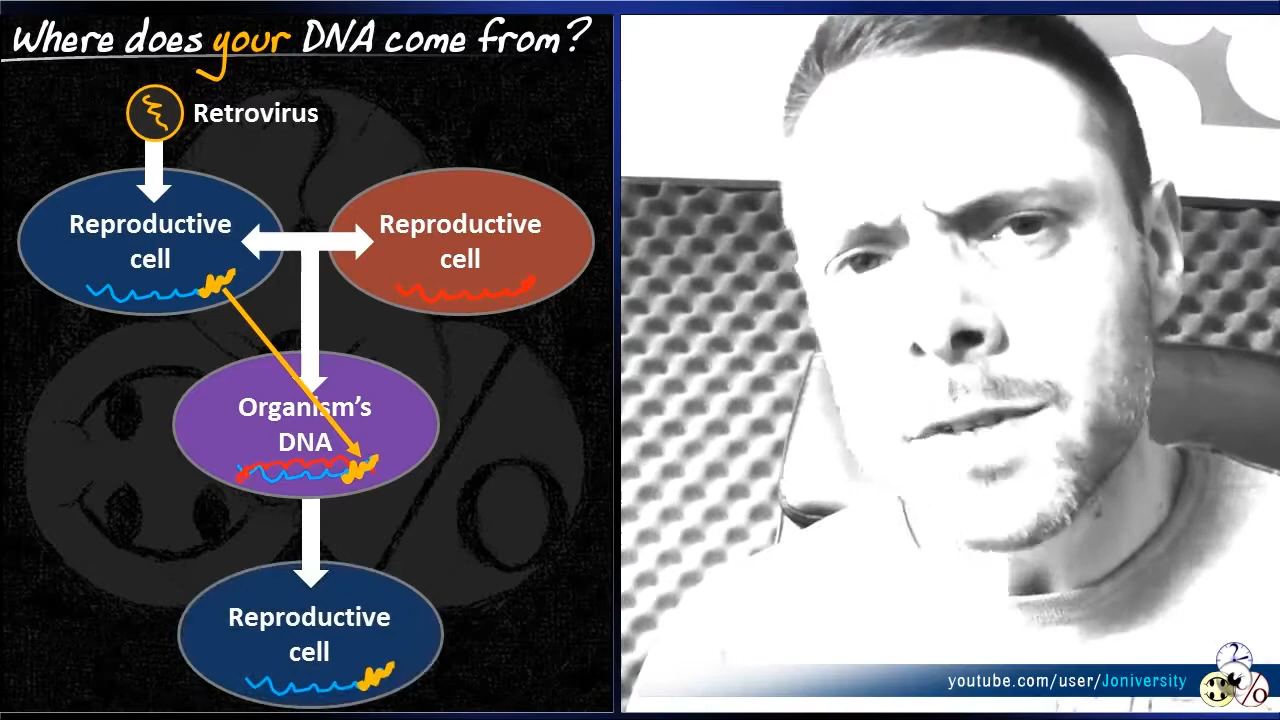 Where does your DNA come from?
Retrovirus
Reproductive
cell
Reproductive
cell
Organism's
DNA
Reproductive
cell
youtube.com/user/Joniversity